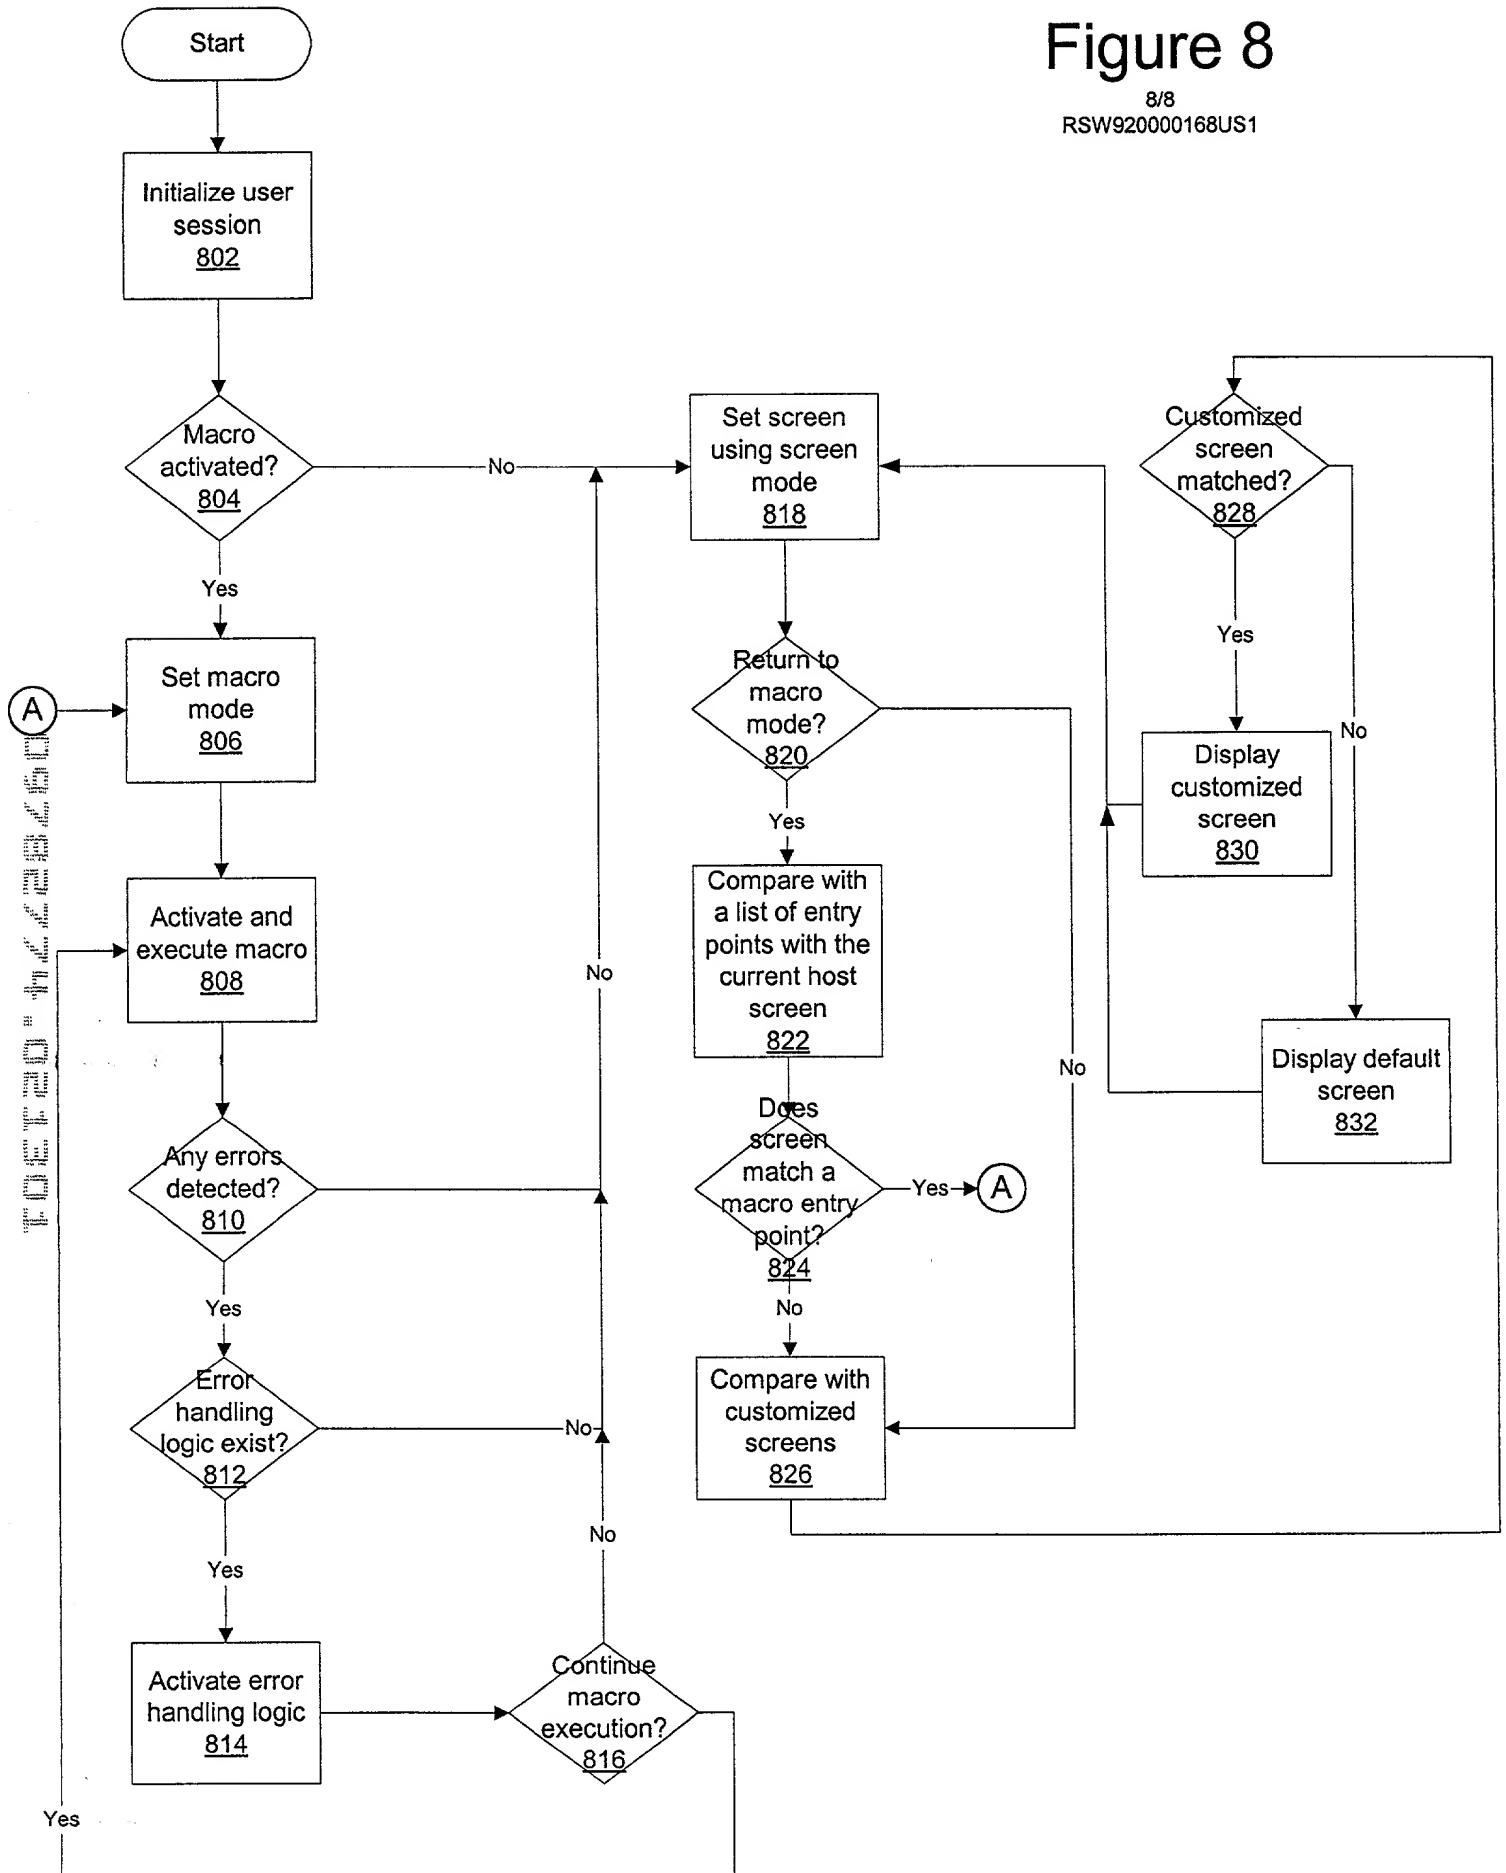 Figure 8
8/8
RSW920000168US1
Start
Initialize user
session
802
Macro
activated?
804
No
Yes
Set macro
mode
806
A
Activate and
execute macro
808
Any errors
detected?
810
No
Yes
Error
handling
logic exist?
812
No
Yes
Activate error
handling logic
814
Continue
macro
execution?
816
No
Yes
Set screen
using screen
mode
818
Return to
macro
mode?
820
Yes
No
Compare with
a list of entry
points with the
current host
screen
822
Does
screen
match a
macro entry
point?
824
Yes
A
No
Compare with
customized
screens
826
Customized
screen
matched?
828
Yes
No
Display
customized
screen
830
Display default
screen
832